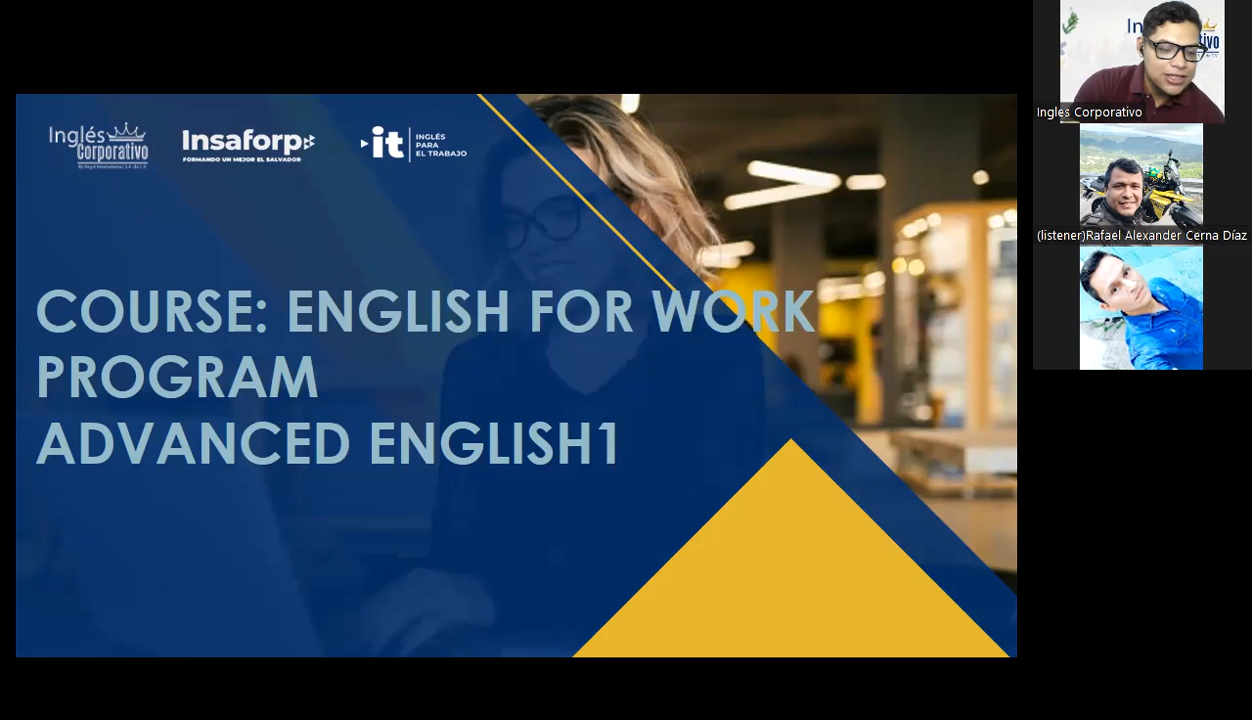 Inglés
Corporativo
Insaforp
FORMANDO UN MEJOR EL SALVADOR
it
INGLÉS
PARA
EL TRABAJO
COURSE: ENGLISH FOR WORK
PROGRAM
ADVANCED ENGLISH1
Ingles Corporativo
(listener)Rafael Alexander Cerna Díaz